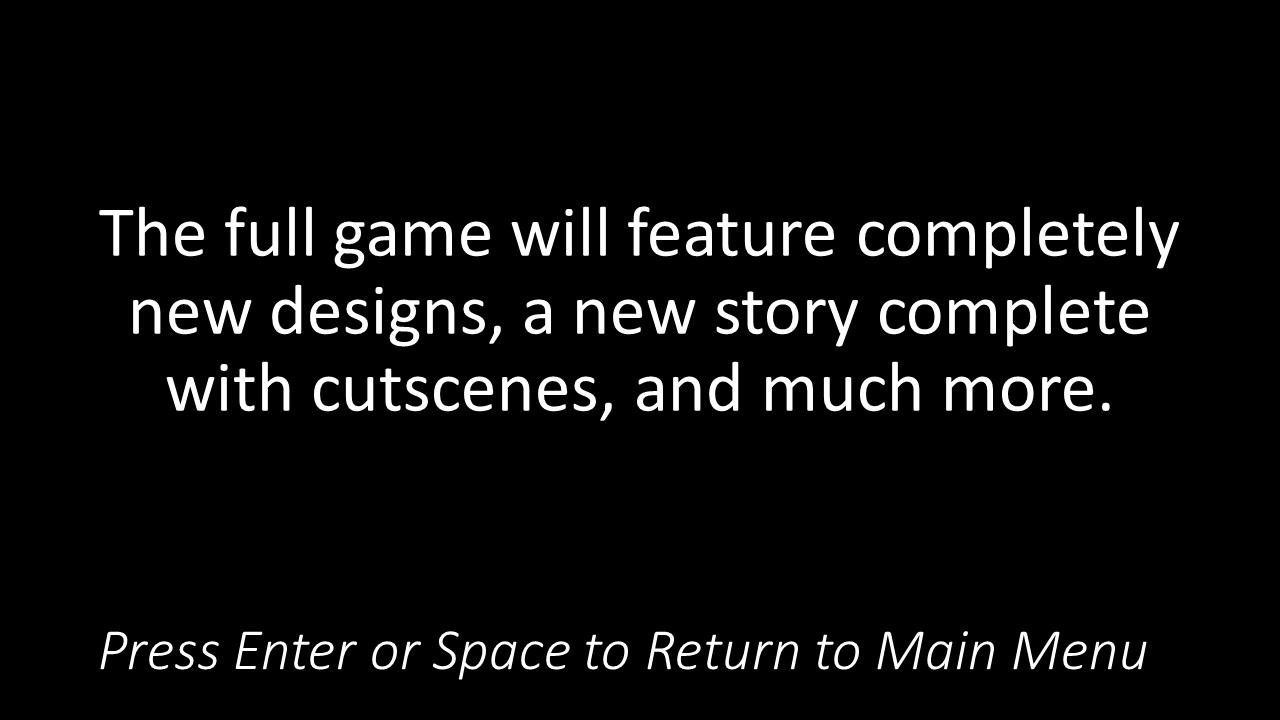 The full game will feature completely
new designs, a new story complete
with cutscenes, and much more.
Press Enter or Space to Return to Main Menu